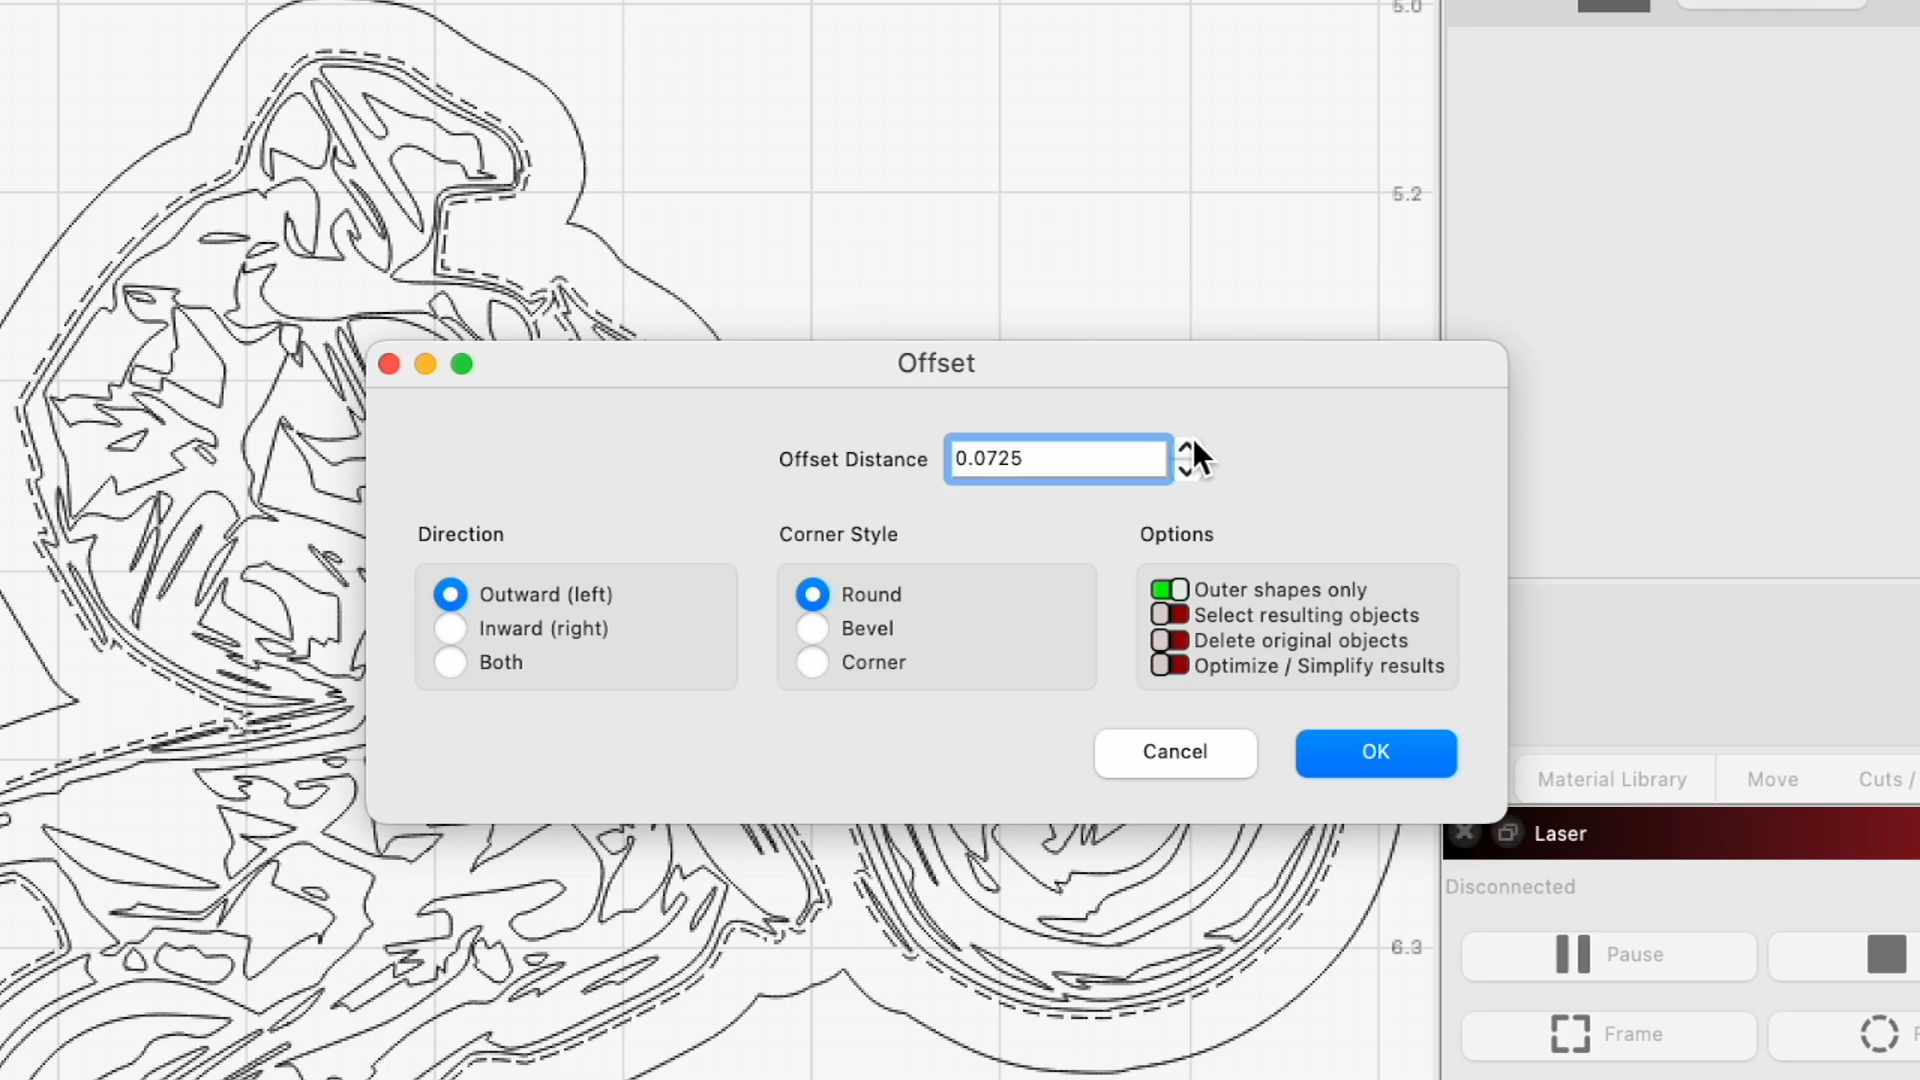 5.0
5.2
Offset
Offset Distance 0.0725
Direction
Corner Style
Options
Outward (left)
Inward (right)
Both
Round
Bevel
Corner
Outer shapes only
Select resulting objects
Delete original objects
Optimize / Simplify results
Cancel
OK
Material Library
Move
Cuts /
Laser
Disconnected
6.3
Pause
Frame